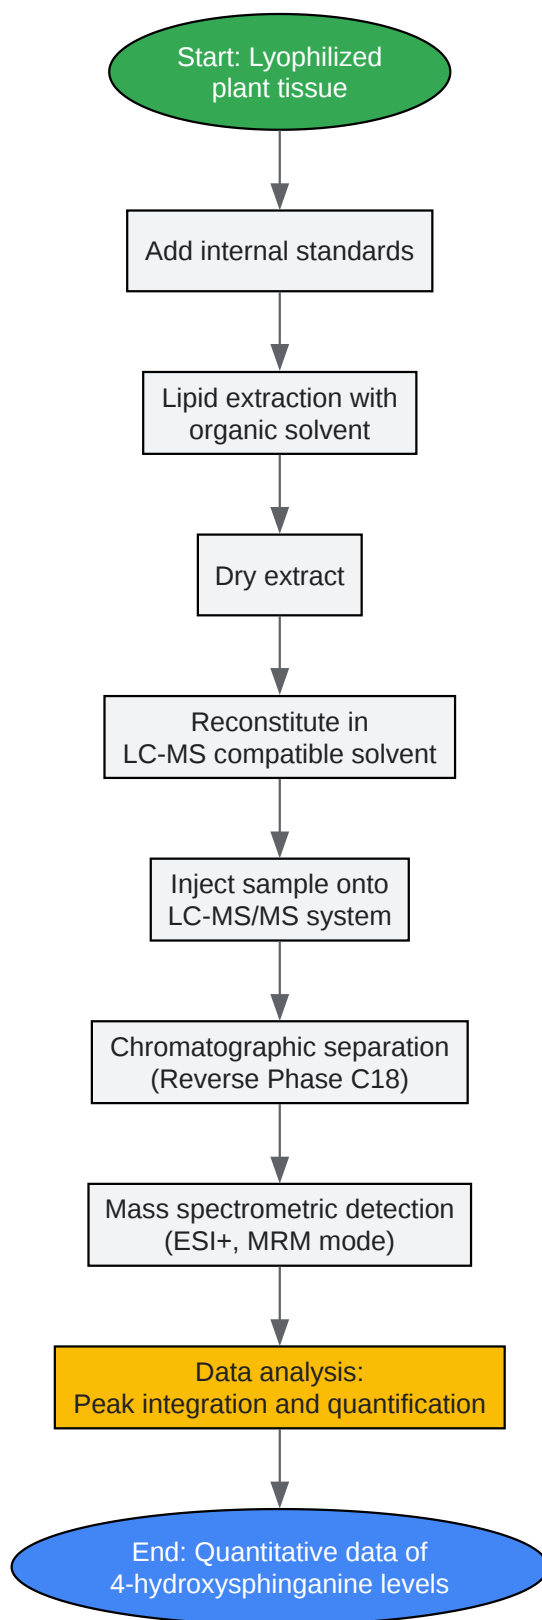 Start: Lyophilized
plant tissue
Add internal standards
Lipid extraction with
organic solvent
Dry extract
Reconstitute in
LC-MS compatible solvent
Inject sample onto
LC-MS/MS system
Chromatographic separation
(Reverse Phase C18)
Mass spectrometric detection
(ESI+, MRM mode)
Data analysis:
Peak integration and quantification
End: Quantitative data of
4-hydroxysphinganine levels